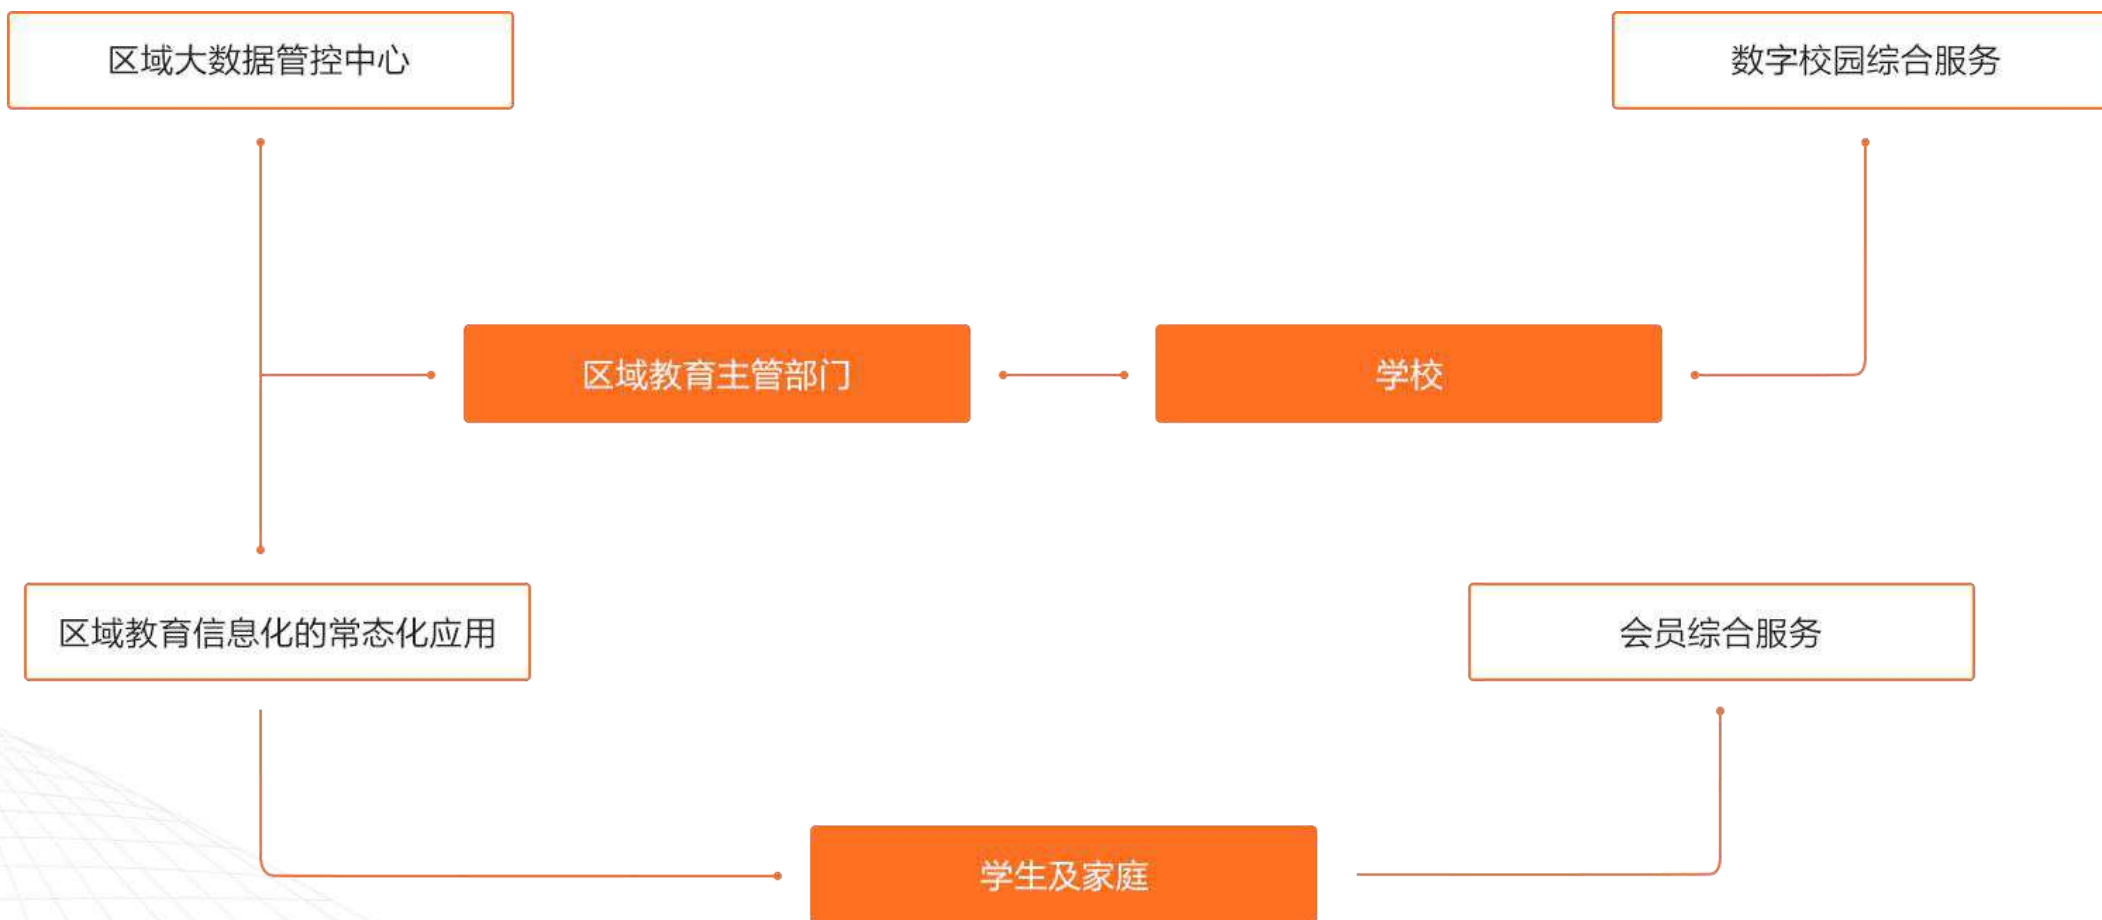 区域大数据管控中心
数字校园综合服务
区域教育主管部门
学校
区域教育信息化的常态化应用
会员综合服务
学生及家庭